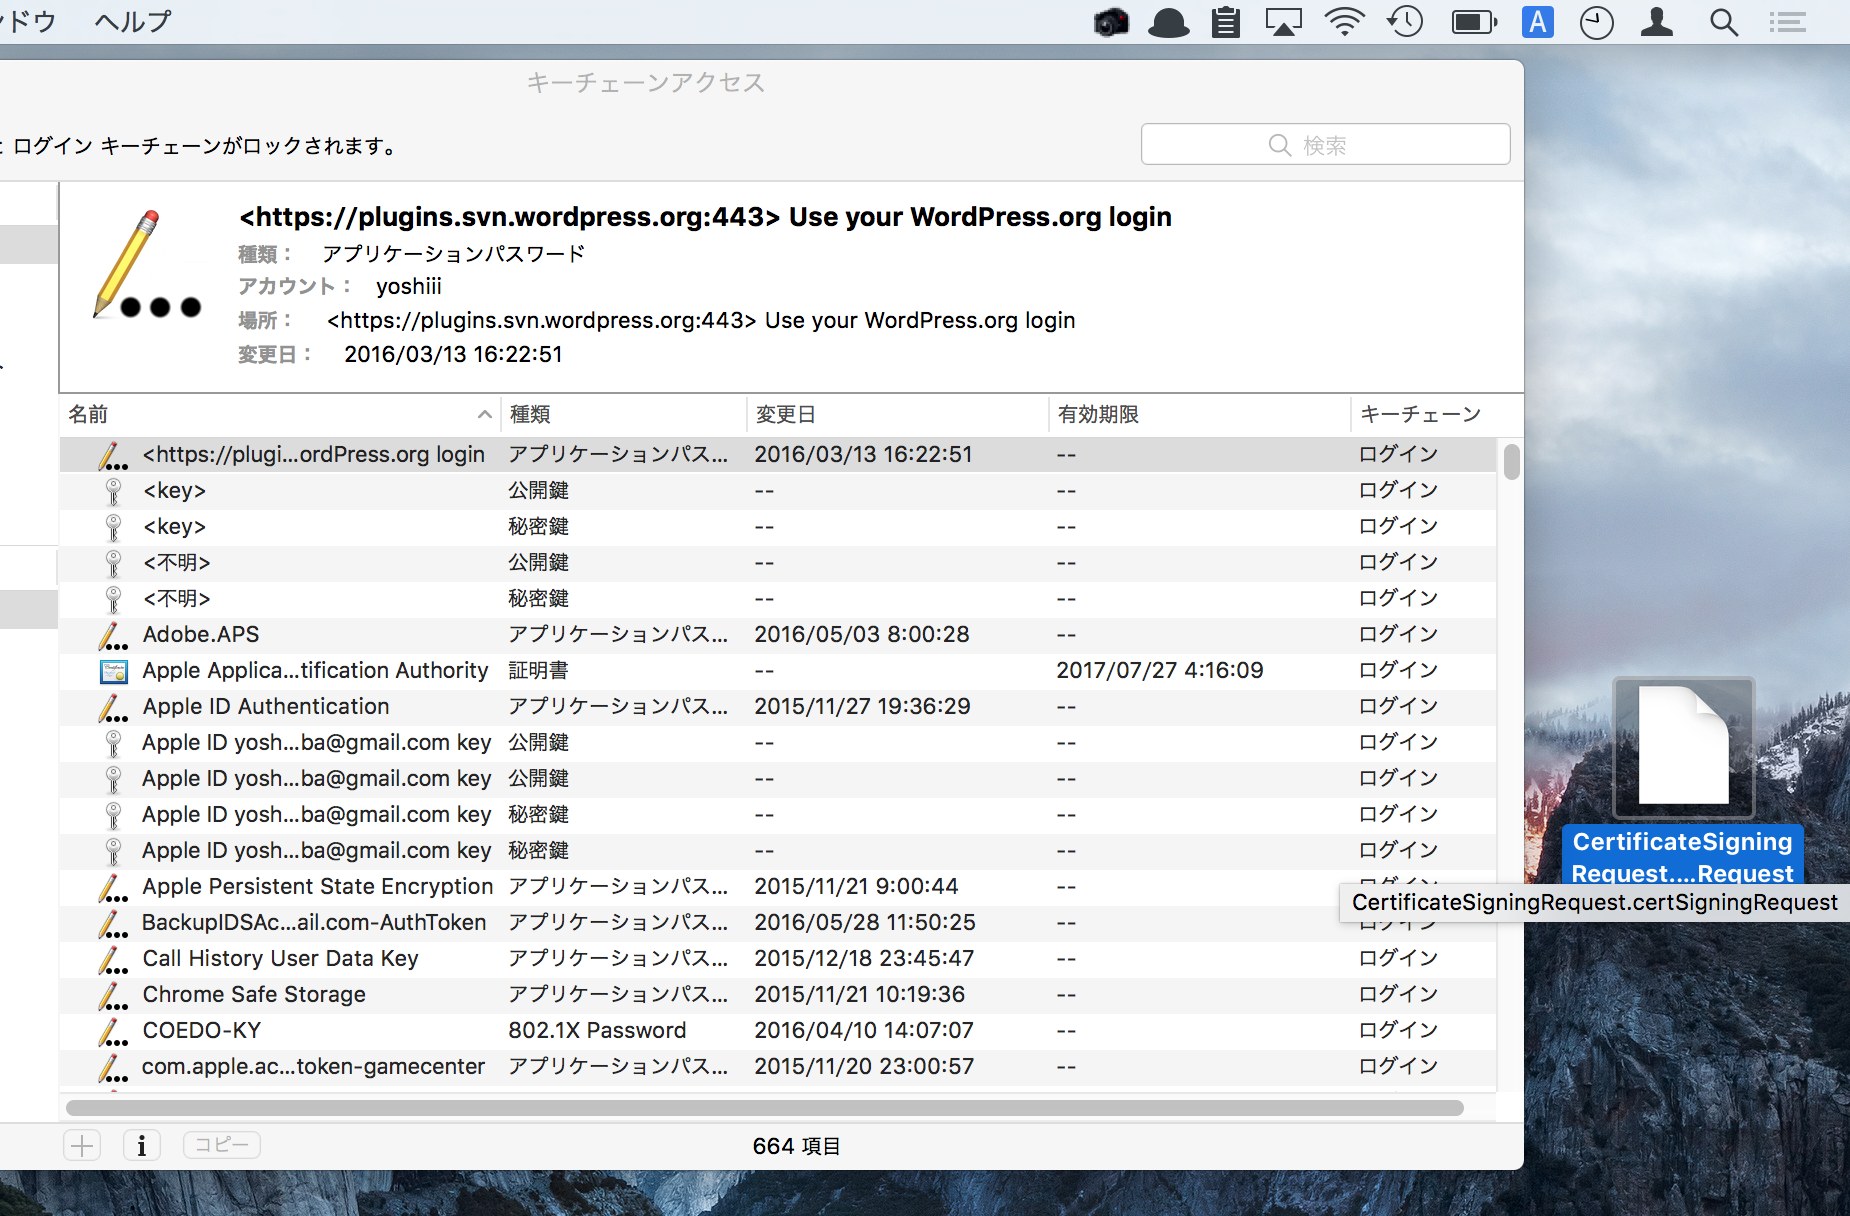 ンドウ ヘルプ A
キーチェーンアクセス
ログイン キーチェーンがロックされます。 検索
<https://plugins.svn.wordpress.org:443> Use your WordPress.org login
種類： アプリケーションパスワード
アカウント： yoshiii
場所： <https://plugins.svn.wordpress.org:443> Use your WordPress.org login
変更日： 2016/03/13 16:22:51
名前 種類 変更日 有効期限 キーチェーン
<https://plugi...ordPress.org login アプリケーションパス... 2016/03/13 16:22:51 -- ログイン
<key> 公開鍵 -- -- ログイン
<key> 秘密鍵 -- -- ログイン
<不明> 公開鍵 -- -- ログイン
<不明> 秘密鍵 -- -- ログイン
Adobe.APS アプリケーションパス... 2016/05/03 8:00:28 -- ログイン
Apple Applica...tification Authority 証明書 -- 2017/07/27 4:16:09 ログイン
Apple ID Authentication アプリケーションパス... 2015/11/27 19:36:29 -- ログイン
Apple ID yosh...ba@gmail.com key 公開鍵 -- -- ログイン
Apple ID yosh...ba@gmail.com key 公開鍵 -- -- ログイン
Apple ID yosh...ba@gmail.com key 秘密鍵 -- -- ログイン
Apple ID yosh...ba@gmail.com key 秘密鍵 -- -- ログイン
Apple Persistent State Encryption アプリケーションパス... 2015/11/21 9:00:44 -- ログイン
BackupIDSAc...ail.com-AuthToken アプリケーションパス... 2016/05/28 11:50:25 -- ログイン
Call History User Data Key アプリケーションパス... 2015/12/18 23:45:47 -- ログイン
Chrome Safe Storage アプリケーションパス... 2015/11/21 10:19:36 -- ログイン
COEDO-KY 802.1X Password 2016/04/10 14:07:07 -- ログイン
com.apple.ac...token-gamecenter アプリケーションパス... 2015/11/20 23:00:57 -- ログイン
コピー 664 項目
CertificateSigning
Request....Request
CertificateSigningRequest.certSigningRequest